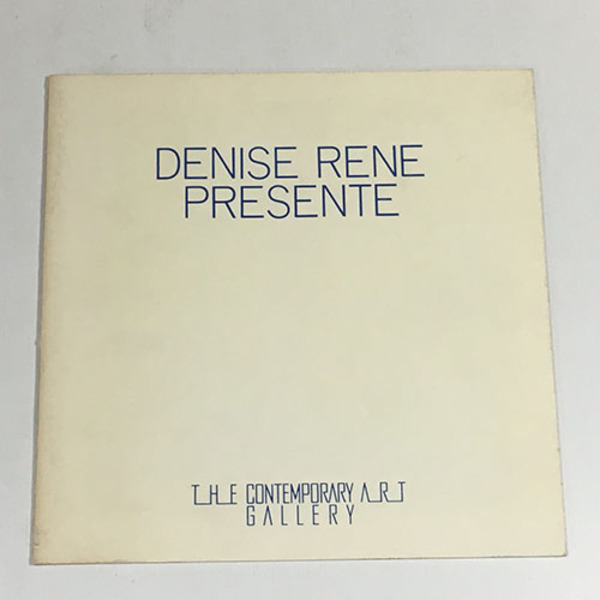 DENISE RENE
PRESENTE
THE CONTEMPORARY ART
GALLERY